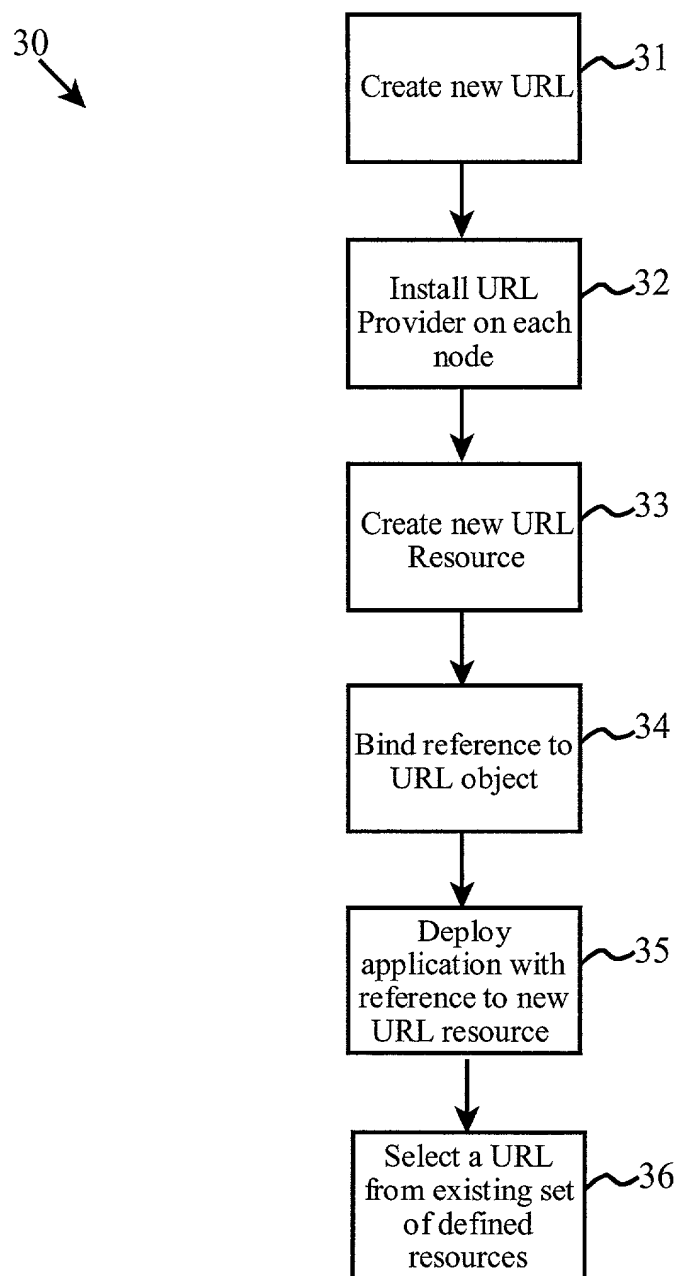 30
Create new URL
31
Install URL
Provider on each
node
32
Create new URL
Resource
33
Bind reference to
URL object
34
Deploy
application with
reference to new
URL resource
35
Select a URL
from existing set
of defined
resources
36